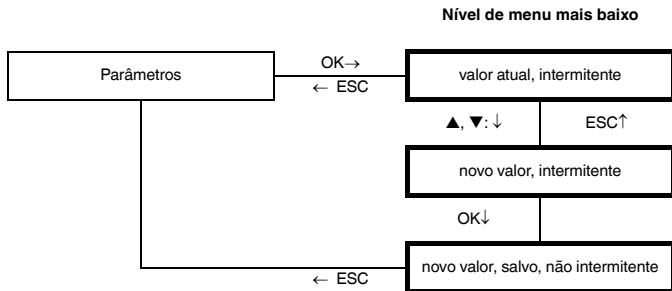 Nível de menu mais baixo
Parâmetros
OK→
← ESC
valor atual, intermitente
▲, ▼: ↓
ESC↑
novo valor, intermitente
OK↓
novo valor, salvo, não intermitente
← ESC